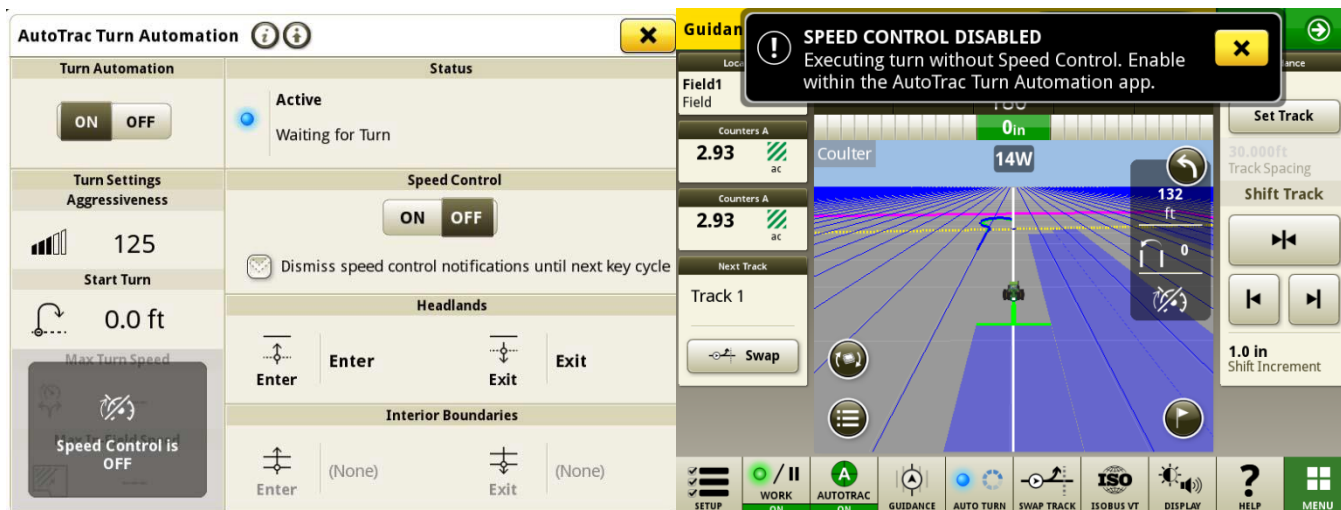 AutoTrac Turn Automation
Turn Automation
ON OFF
Turn Settings
Aggressiveness
125
Start Turn
0.0 ft
Max Turn Speed
Speed Control is
OFF
Status
Active
Waiting for Turn
Speed Control
ON OFF
Dismiss speed control notifications until next key cycle
Headlands
Enter
Enter
Exit
Exit
Interior Boundaries
Enter
(None)
Exit
(None)
Guidan
SPEED CONTROL DISABLED
Executing turn without Speed Control. Enable
within the AutoTrac Turn Automation app.
Loca
Field1
Field
Counters A
2.93
ac
Counters A
2.93
ac
Next Track
Track 1
Swap
180
0in
Coulter
14W
132
ft
0
ance
Set Track
30.000ft
Track Spacing
Shift Track
1.0 in
Shift Increment
SETUP
WORK
ON
A
AUTOTRAC
ON
GUIDANCE
AUTO TURN
SWAP TRACK
ISO
ISOBUS VT
DISPLAY
?
HELP
MENU